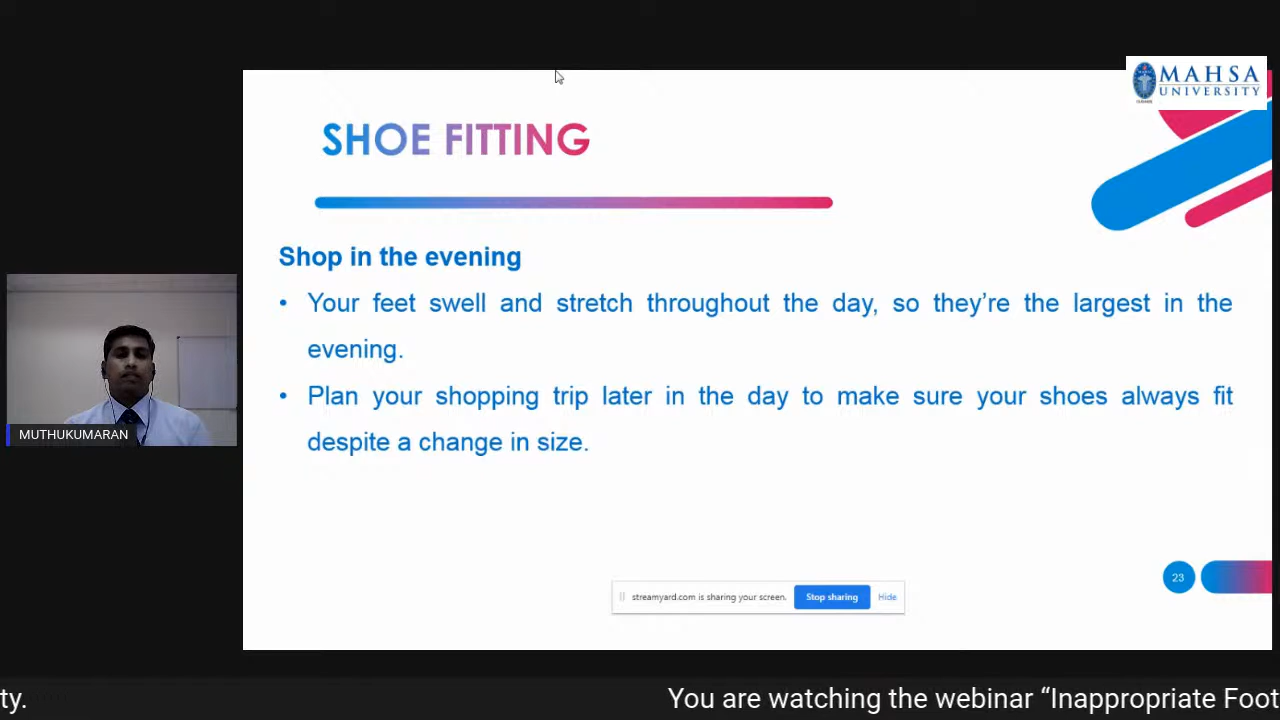 MAHSA
UNIVERSITY
SHOE FITTING
Shop in the evening
• Your feet swell and stretch throughout the day, so they’re the largest in the
evening.
• Plan your shopping trip later in the day to make sure your shoes always fit
despite a change in size.
MUTHUKUMARAN
23
streamyard.com is sharing your screen.
Stop sharing
Hide
ty.
You are watching the webinar “Inappropriate Foot